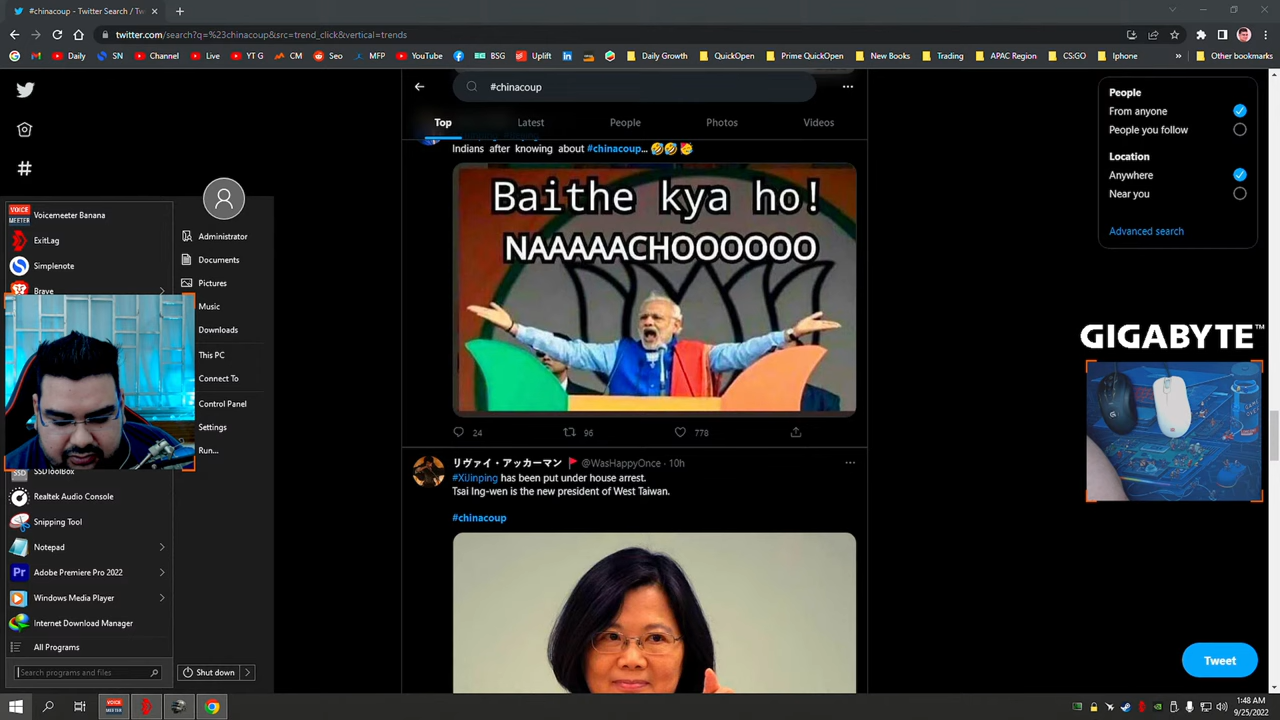 #chinacoup - Twitter Search / Tw
twitter.com/search?q=%23chinacoup&src=trend_click&vertical=trends
Daily
SN
Channel
Live
YT G
CM
Seo
MFP
YouTube
BSG
Uplift
Daily Growth
QuickOpen
Prime QuickOpen
New Books
Trading
APAC Region
CS:GO
Iphone
»
Other bookmarks
#chinacoup
Top
Latest
People
Photos
Videos
Indians after knowing about #chinacoup... 🤣🤣🥳
Baithe kya ho!
NAAAAACHOOOOOO
24
96
778
リヴァイ・アッカーマン 🚩 @WasHappyOnce · 10h
#XiJinping has been put under house arrest.
Tsai Ing-wen is the new president of West Taiwan.
#chinacoup
People
From anyone
People you follow
Location
Anywhere
Near you
Advanced search
GIGABYTE™
Tweet
VOICE
MEETER
Voicemeeter Banana
ExitLag
Simplenote
Brave
SSD
SSDToolBox
Realtek Audio Console
Snipping Tool
Notepad
Pr
Adobe Premiere Pro 2022
Windows Media Player
Internet Download Manager
All Programs
Search programs and files
Administrator
Documents
Pictures
Music
Downloads
This PC
Connect To
Control Panel
Settings
Run...
Shut down
VOICE
MEETER
1:48 AM
9/25/2022